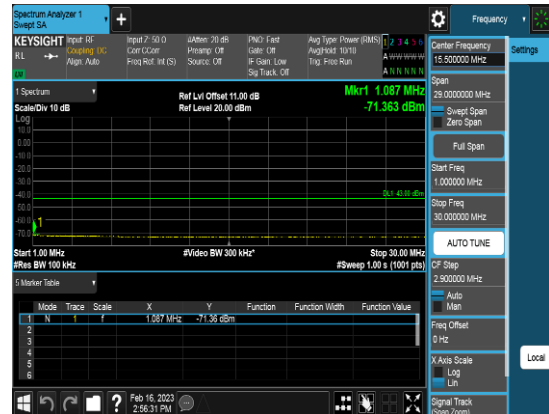 Spectrum Analyzer 1
Swept SA
+
Frequency
KEYSIGHT
RL
Input: RF
Coupling: DC
Align: Auto
Input Z: 50 Ω
Corr CCorr
Freq Ref: Int (S)
#Atten: 20 dB
Preamp: Off
Source: Off
PNO: Fast
Gate: Off
IF Gain: Low
Sig Track: Off
Avg Type: Power (RMS)
Avg|Hold: 10/10
Trig: Free Run
1 2 3 4 5 6
A W W W W W
A N N N N N
1 Spectrum
Scale/Div 10 dB
Ref Lvl Offset 11.00 dB
Ref Level 20.00 dBm
Mkr1 1.087 MHz
-71.363 dBm
Log
10.0
0.00
-10.0
-20.0
-30.0
-40.0
-50.0
-60.0
-70.0
DL1 -43.00 dBm
1
Start 1.00 MHz
#Res BW 100 kHz
#Video BW 300 kHz*
Stop 30.00 MHz
#Sweep 1.00 s (1001 pts)
5 Marker Table
Mode Trace Scale X Y Function Function Width Function Value
1 N 1 f 1.087 MHz -71.36 dBm
2
3
4
5
6
Feb 16, 2023
2:56:31 PM
Center Frequency
15.500000 MHz
Span
29.0000000 MHz
Swept Span
Zero Span
Full Span
Start Freq
1.000000 MHz
Stop Freq
30.000000 MHz
AUTO TUNE
CF Step
2.900000 MHz
Auto
Man
Freq Offset
0 Hz
X Axis Scale
Log
Lin
Signal Track
(Span Zoom)
Settings
Local